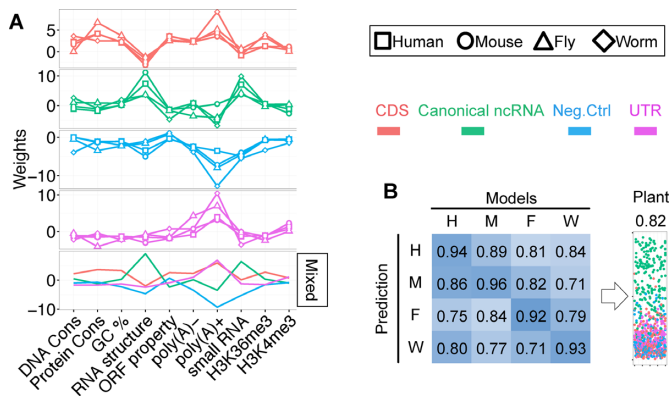 A
Human Mouse Fly Worm
CDS Canonical ncRNA Neg.Ctrl UTR
Weights
5
0
10
0
0
−10
10
0
0
−10
Mixed
DNA Cons
Protein Cons
GC %
RNA structure
ORF property
poly(A)−
poly(A)+
small RNA
H3K36me3
H3K4me3
B
Models
Plant
H M F W
0.82
Prediction
H 0.94 0.89 0.81 0.84
M 0.86 0.96 0.82 0.71
F 0.75 0.84 0.92 0.79
W 0.80 0.77 0.71 0.93